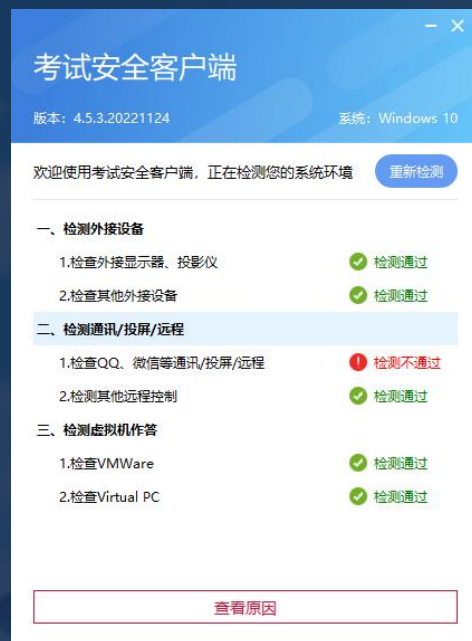 考试安全客户端
版本：4.5.3.20221124 系统：Windows 10
欢迎使用考试安全客户端，正在检测您的系统环境 重新检测
一、检测外接设备
1.检查外接显示器、投影仪 检测通过
2.检查其他外接设备 检测通过
二、检测通讯/投屏/远程
1.检查QQ、微信等通讯/投屏/远程 检测不通过
2.检测其他远程控制 检测通过
三、检测虚拟机作答
1.检查VMWare 检测通过
2.检查Virtual PC 检测通过
查看原因